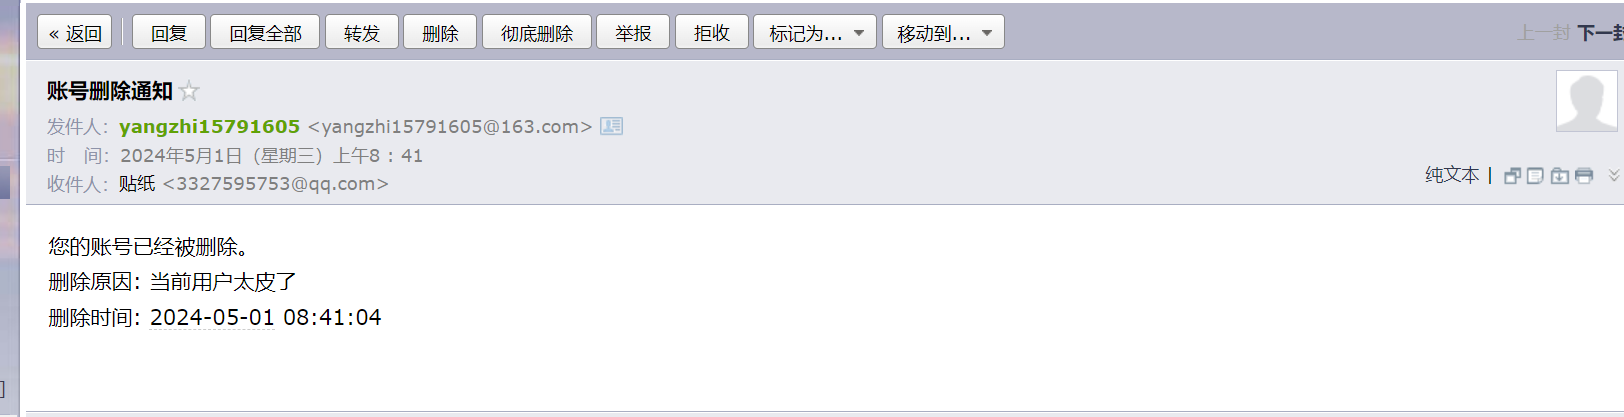 « 返回 回复 回复全部 转发 删除 彻底删除 举报 拒收 标记为... 移动到... 上一封 下一封
账号删除通知
发件人：yangzhi15791605 <yangzhi15791605@163.com>
时 间：2024年5月1日（星期三）上午8：41
收件人：贴纸 <3327595753@qq.com>
纯文本 |
您的账号已经被删除。
删除原因：当前用户太皮了
删除时间：2024-05-01 08:41:04